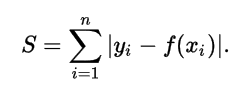 S = \sum_{i=1}^{n} |y_i - f(x_i)|.